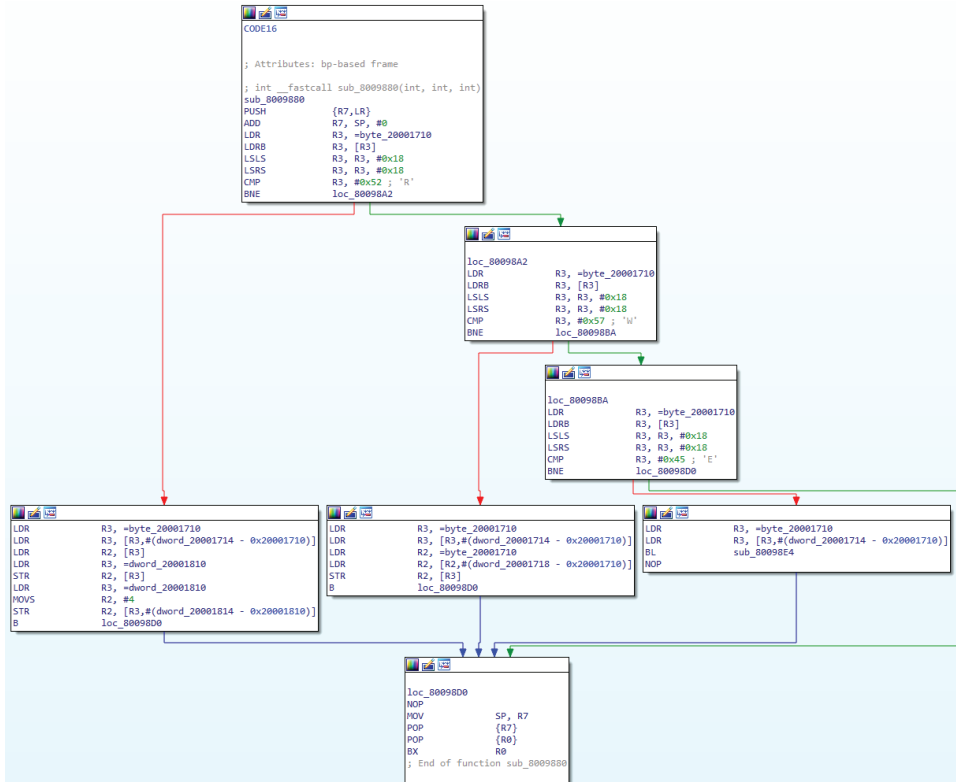 CODE16
; Attributes: bp-based frame
; int __fastcall sub_8009880(int, int, int)
sub_8009880
PUSH {R7,LR}
ADD R7, SP, #0
LDR R3, =byte_20001710
LDRB R3, [R3]
LSLS R3, R3, #0x18
LSRS R3, R3, #0x18
CMP R3, #0x52 ; 'R'
BNE loc_80098A2
loc_80098A2
LDR R3, =byte_20001710
LDRB R3, [R3]
LSLS R3, R3, #0x18
LSRS R3, R3, #0x18
CMP R3, #0x57 ; 'W'
BNE loc_80098BA
loc_80098BA
LDR R3, =byte_20001710
LDRB R3, [R3]
LSLS R3, R3, #0x18
LSRS R3, R3, #0x18
CMP R3, #0x45 ; 'E'
BNE loc_80098D0
LDR R3, =byte_20001710
LDR R3, [R3,#(dword_20001714 - 0x20001710)]
LDR R2, [R3]
LDR R3, =dword_20001810
STR R2, [R3]
LDR R3, =dword_20001810
MOVS R2, #4
STR R2, [R3,#(dword_20001814 - 0x20001810)]
B loc_80098D0
LDR R3, =byte_20001710
LDR R3, [R3,#(dword_20001714 - 0x20001710)]
LDR R2, =byte_20001710
LDR R2, [R2,#(dword_20001718 - 0x20001710)]
STR R2, [R3]
B loc_80098D0
LDR R3, =byte_20001710
LDR R3, [R3,#(dword_20001714 - 0x20001710)]
BL sub_80098E4
NOP
loc_80098D0
NOP
MOV SP, R7
POP {R7}
POP {R0}
BX R0
; End of function sub_8009880